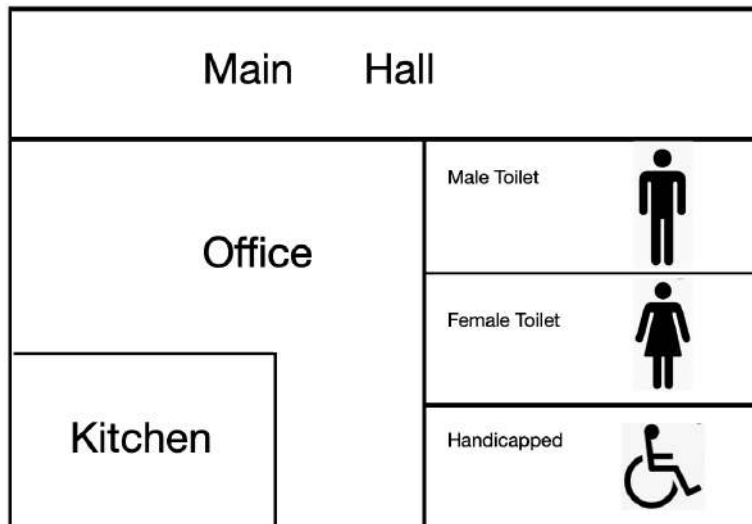 Main Hall
Male Toilet
Office
Female Toilet
Kitchen
Handicapped